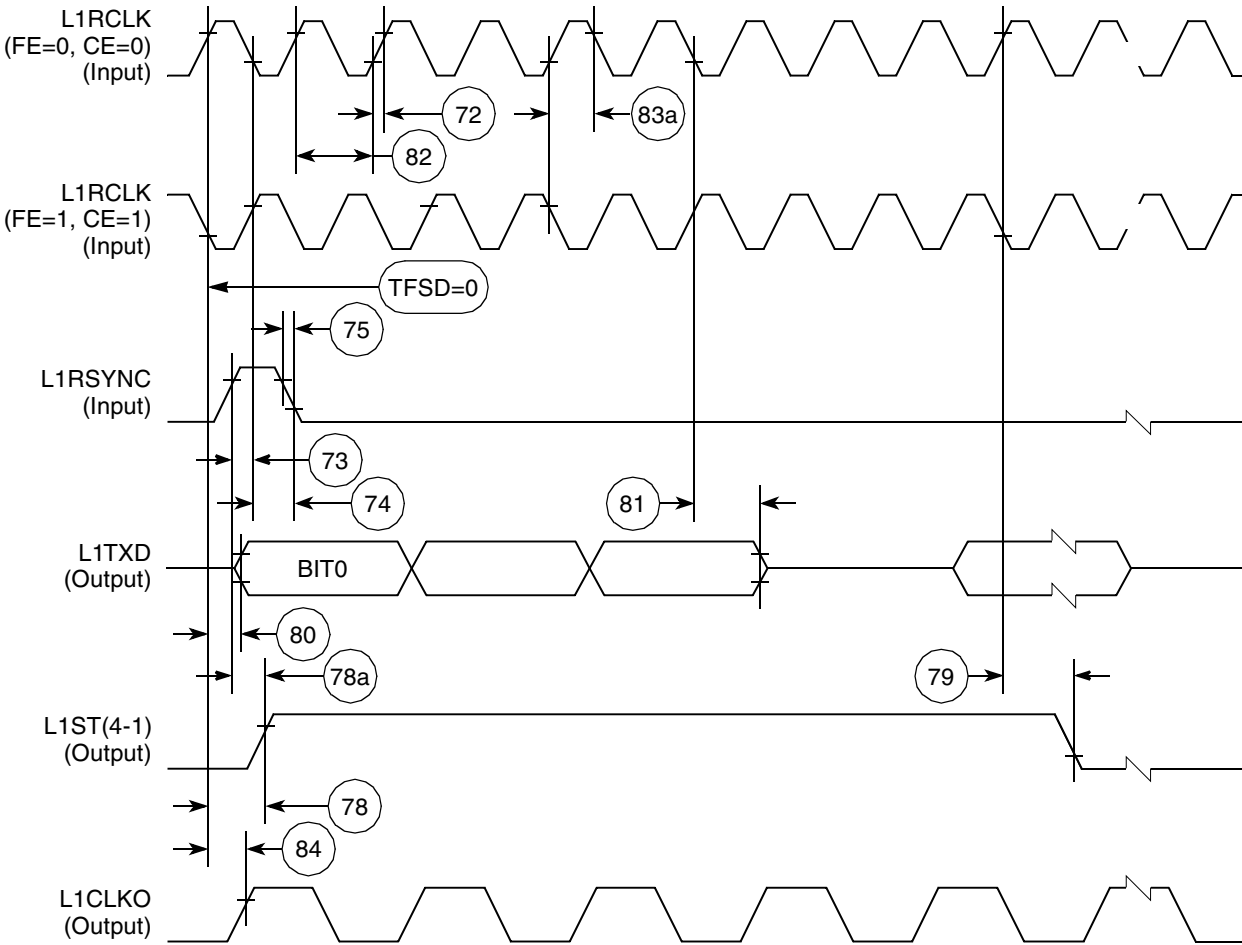 L1RCLK
(FE=0, CE=0)
(Input)
72
83a
82
L1RCLK
(FE=1, CE=1)
(Input)
TFSD=0
75
L1RSYNC
(Input)
73
74
81
L1TXD
(Output)
BIT0
80
78a
79
L1ST(4-1)
(Output)
78
84
L1CLKO
(Output)